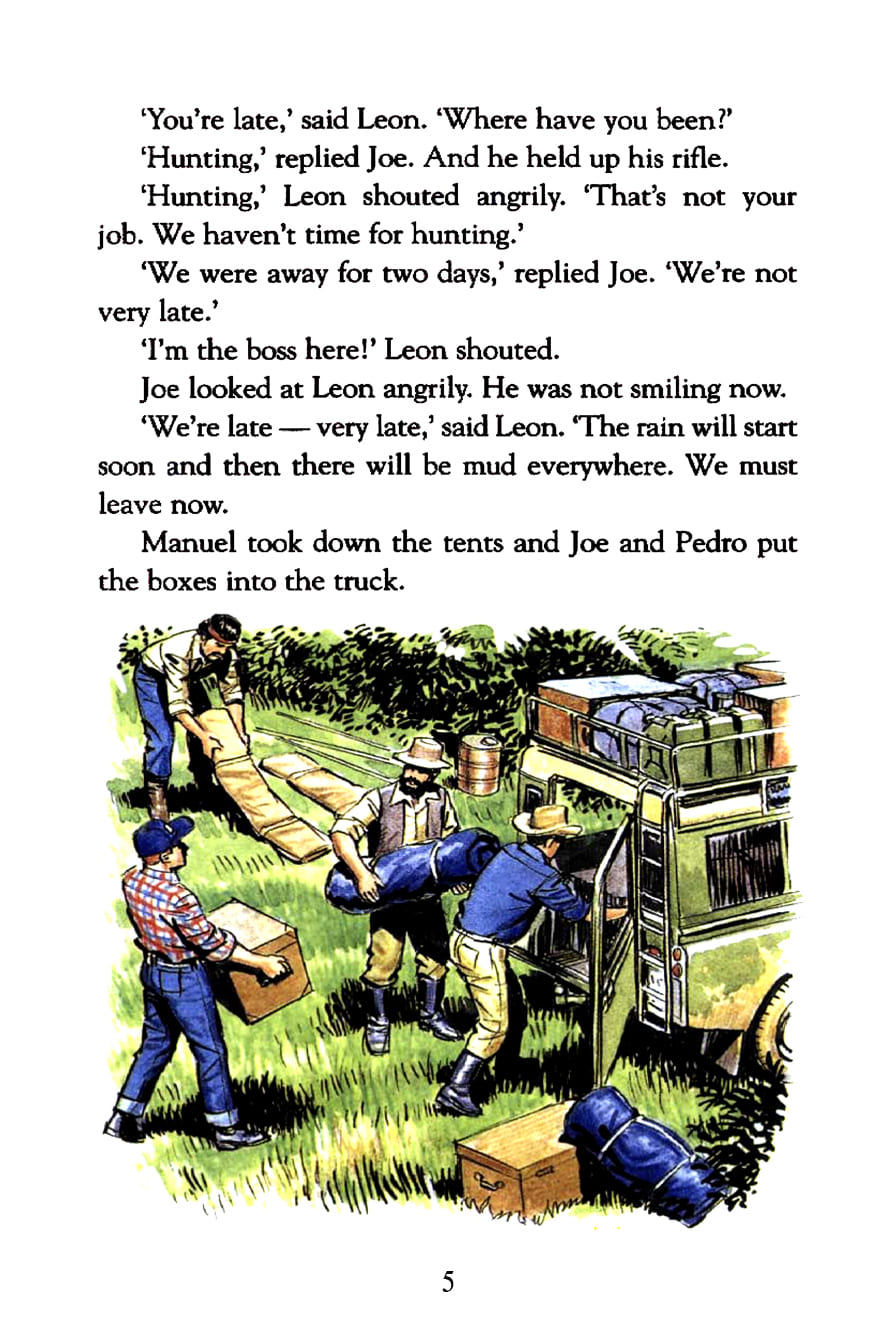 ‘You’re late,’ said Leon. ‘Where have you been?’
‘Hunting,’ replied Joe. And he held up his rifle.
‘Hunting,’ Leon shouted angrily. ‘That’s not your
job. We haven’t time for hunting.’
‘We were away for two days,’ replied Joe. ‘We’re not
very late.’
‘I’m the boss here!’ Leon shouted.
Joe looked at Leon angrily. He was not smiling now.
‘We’re late — very late,’ said Leon. ‘The rain will start
soon and then there will be mud everywhere. We must
leave now.
Manuel took down the tents and Joe and Pedro put
the boxes into the truck.
5